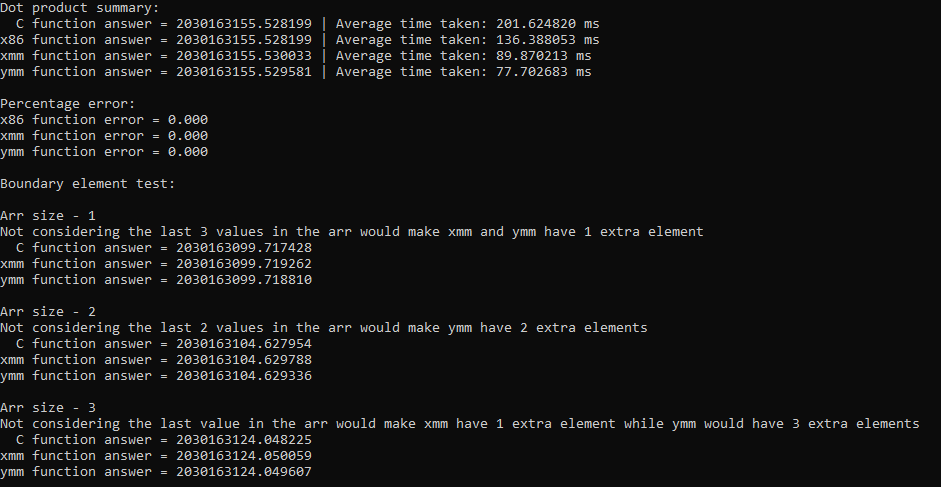 Dot product summary:
  C function answer = 2030163155.528199 | Average time taken: 201.624820 ms
x86 function answer = 2030163155.528199 | Average time taken: 136.388053 ms
xmm function answer = 2030163155.530033 | Average time taken: 89.870213 ms
ymm function answer = 2030163155.529581 | Average time taken: 77.702683 ms
Percentage error:
x86 function error = 0.000
xmm function error = 0.000
ymm function error = 0.000
Boundary element test:
Arr size - 1
Not considering the last 3 values in the arr would make xmm and ymm have 1 extra element
  C function answer = 2030163099.717428
xmm function answer = 2030163099.719262
ymm function answer = 2030163099.718810
Arr size - 2
Not considering the last 2 values in the arr would make ymm have 2 extra elements
  C function answer = 2030163104.627954
xmm function answer = 2030163104.629788
ymm function answer = 2030163104.629336
Arr size - 3
Not considering the last value in the arr would make xmm have 1 extra element while ymm would have 3 extra elements
  C function answer = 2030163124.048225
xmm function answer = 2030163124.050059
ymm function answer = 2030163124.049607